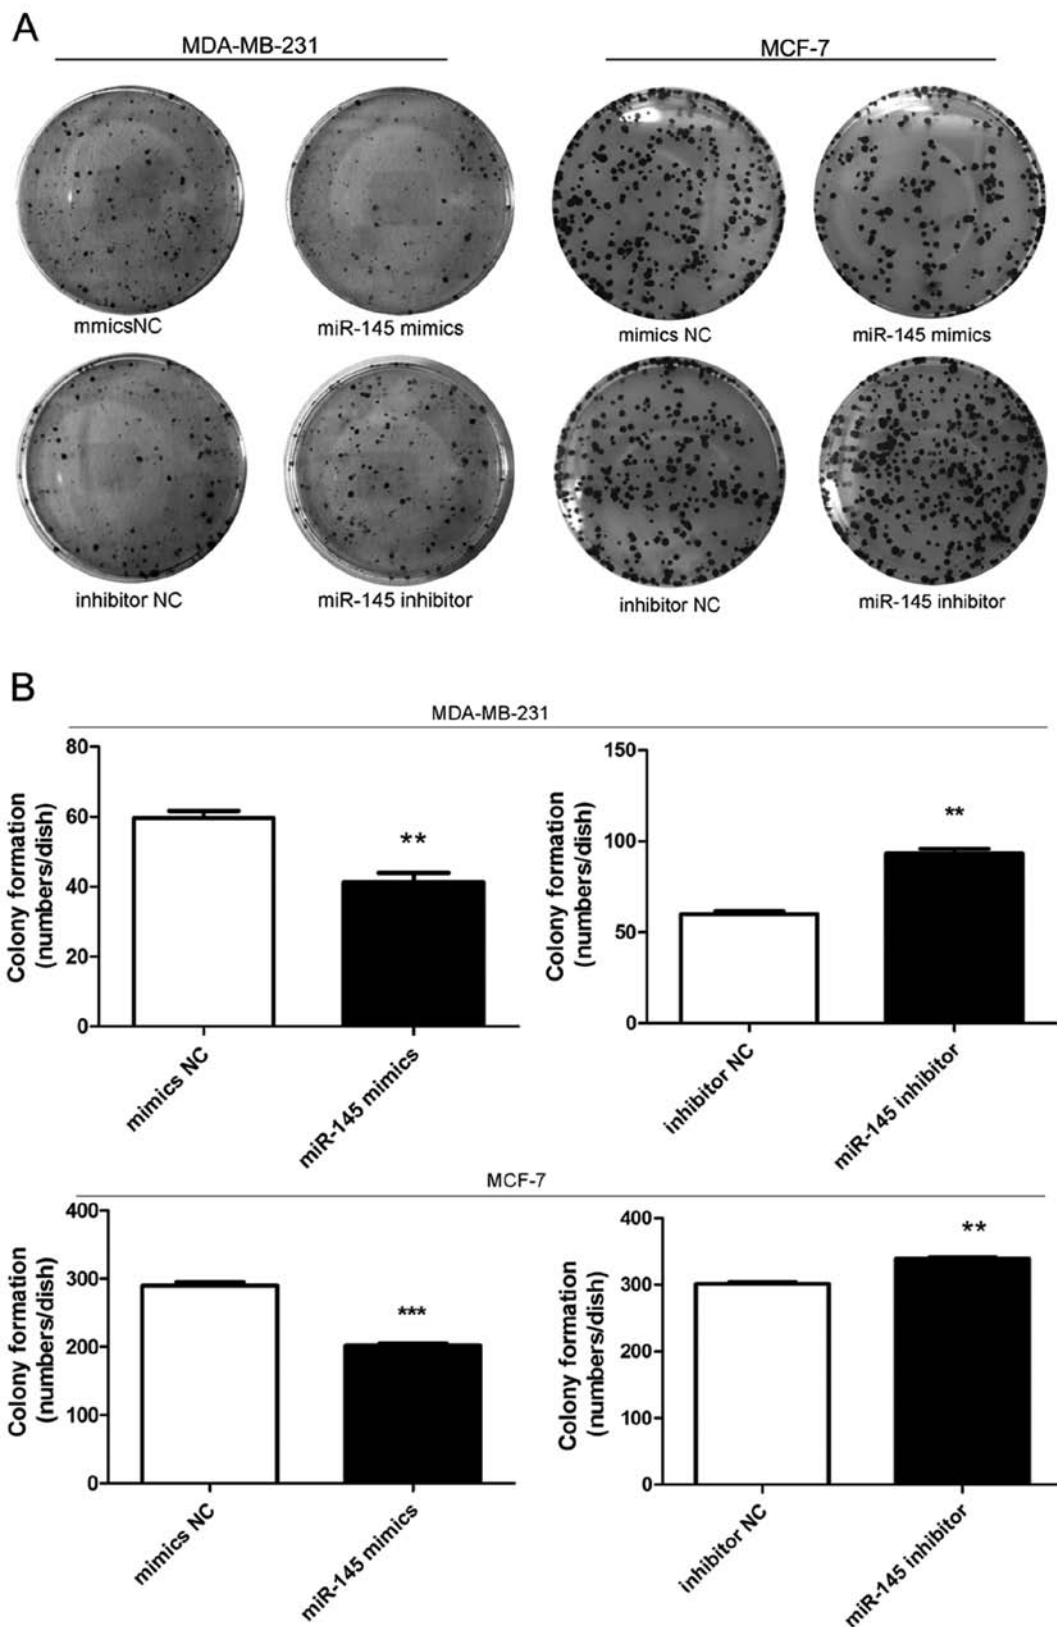 A
MDA-MB-231
MCF-7
mmicsNC
miR-145 mimics
mimics NC
miR-145 mimics
inhibitor NC
miR-145 inhibitor
inhibitor NC
miR-145 inhibitor
B
MDA-MB-231
Colony formation
(numbers/dish)
80
60
40
20
0
**
mimics NC
miR-145 mimics
Colony formation
(numbers/dish)
150
100
50
0
**
inhibitor NC
miR-145 inhibitor
MCF-7
Colony formation
(numbers/dish)
400
300
200
100
0
***
mimics NC
miR-145 mimics
Colony formation
(numbers/dish)
400
300
200
100
0
**
inhibitor NC
miR-145 inhibitor